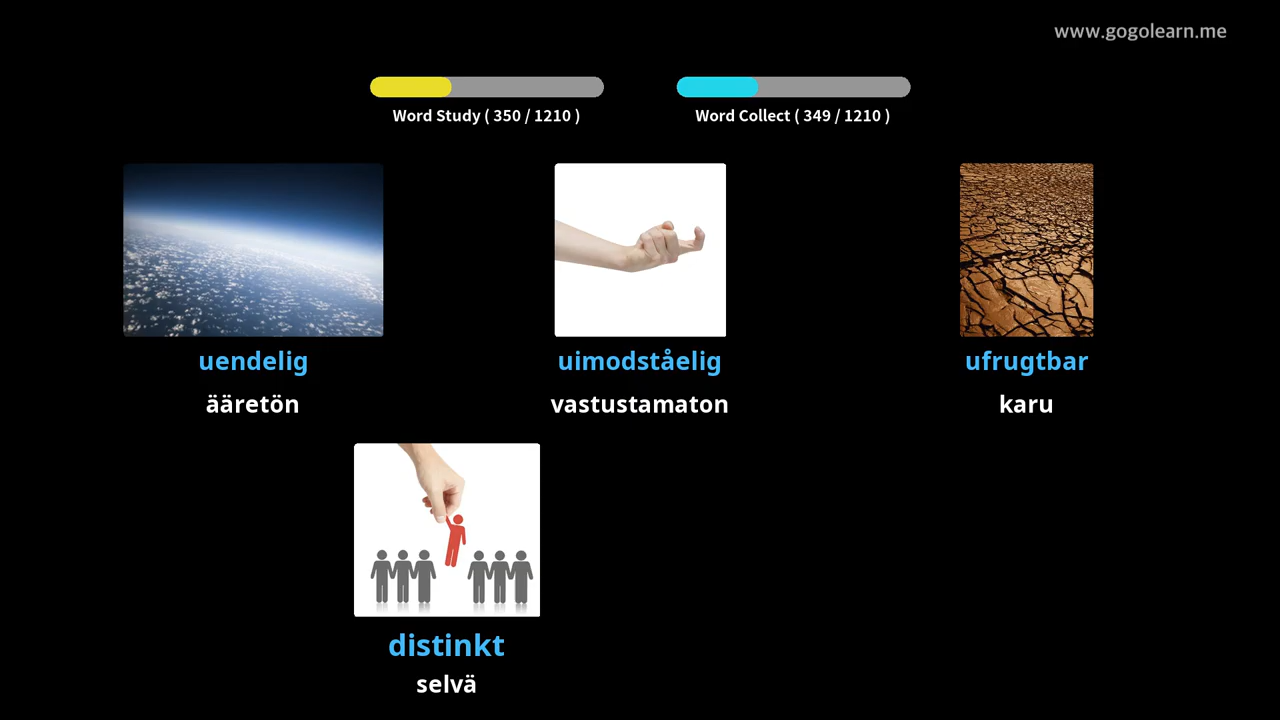 www.gogolearn.me
Word Study ( 350 / 1210 )
Word Collect ( 349 / 1210 )
uendelig
uimodståelig
ufrugtbar
ääretön
vastustamaton
karu
distinkt
selvä